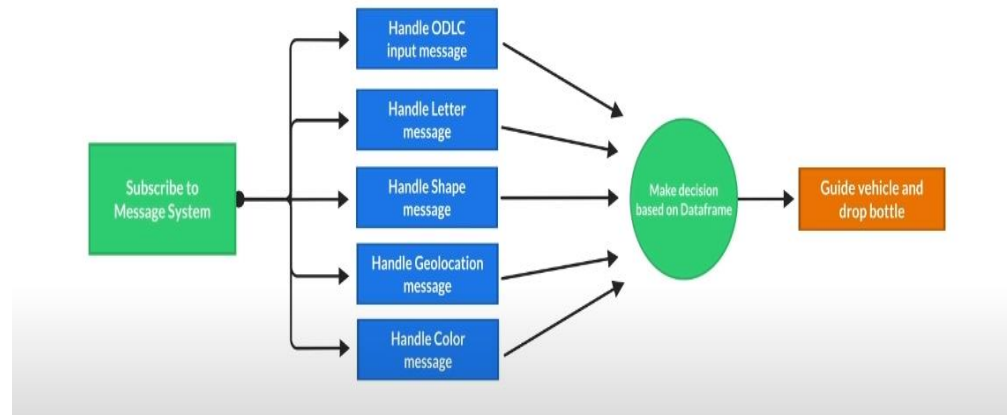 Subscribe to
Message System
Handle ODLC
input message
Handle Letter
message
Handle Shape
message
Handle Geolocation
message
Handle Color
message
Make decision
based on Dataframe
Guide vehicle and
drop bottle